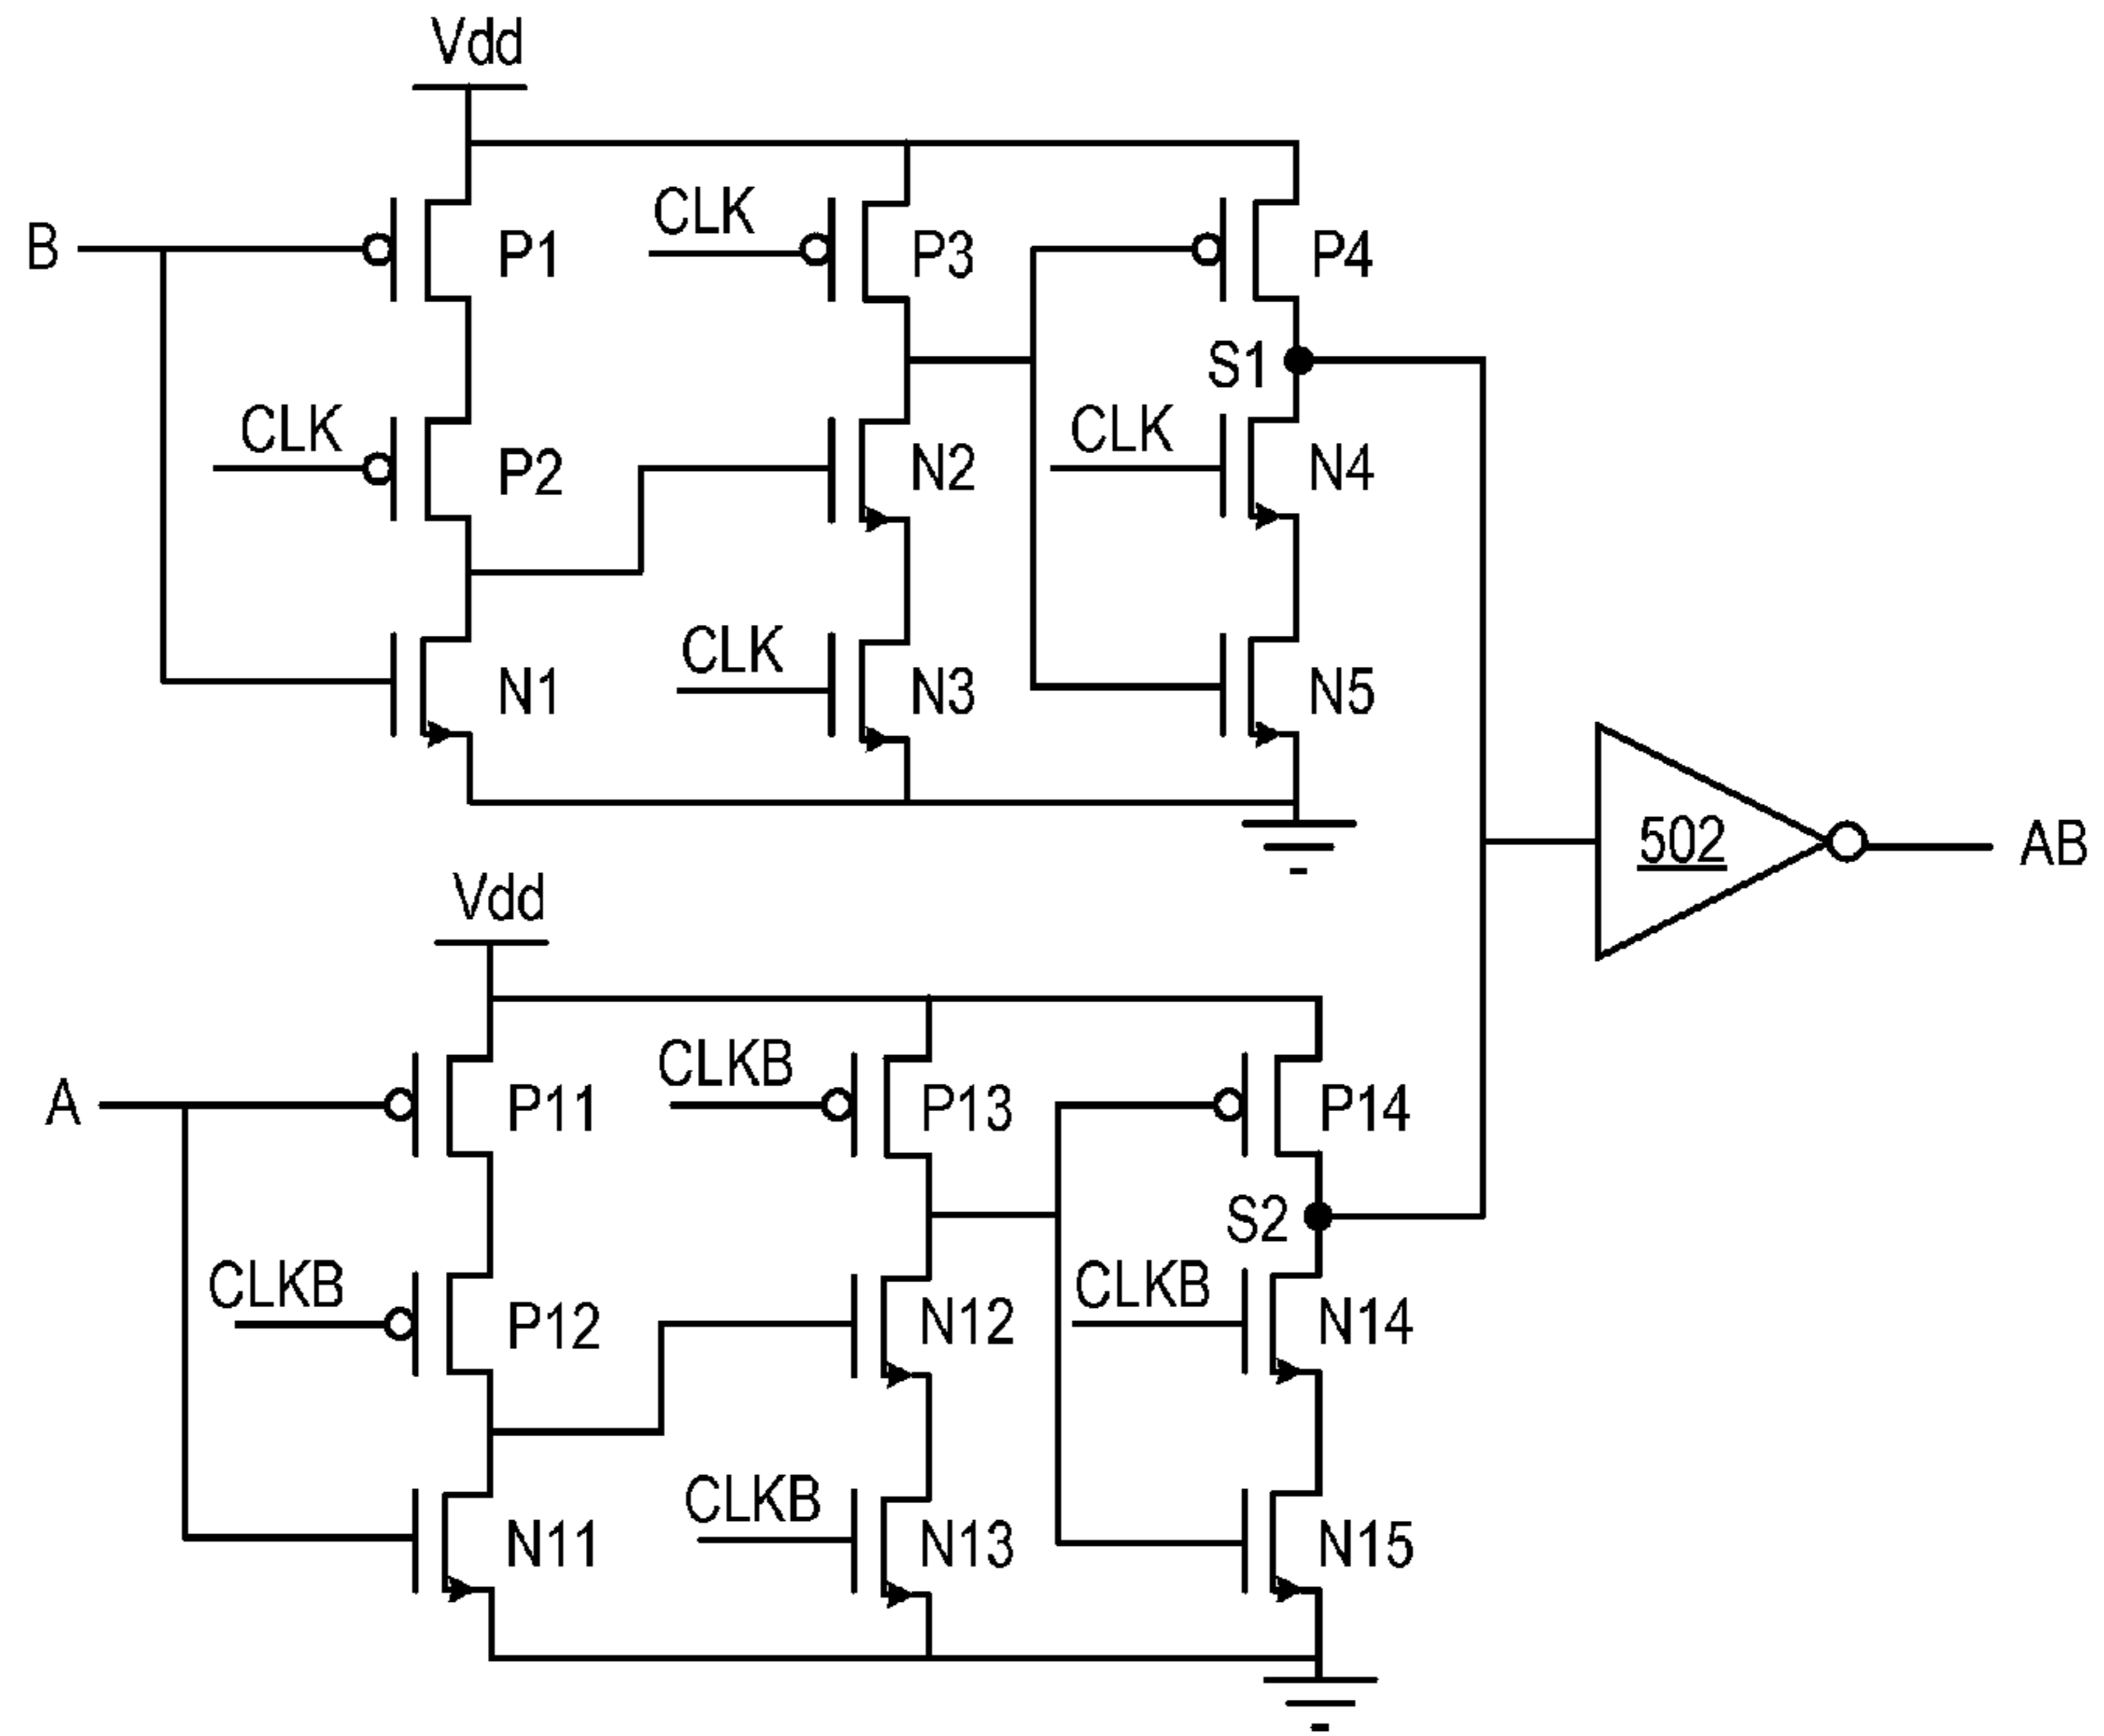 Vdd
CLK
B
P1
P3
P4
S1
CLK
CLK
P2
N2
N4
CLK
N1
N3
N5
502
AB
Vdd
CLKB
A
P11
P13
P14
S2
CLKB
CLKB
P12
N12
N14
CLKB
N11
N13
N15